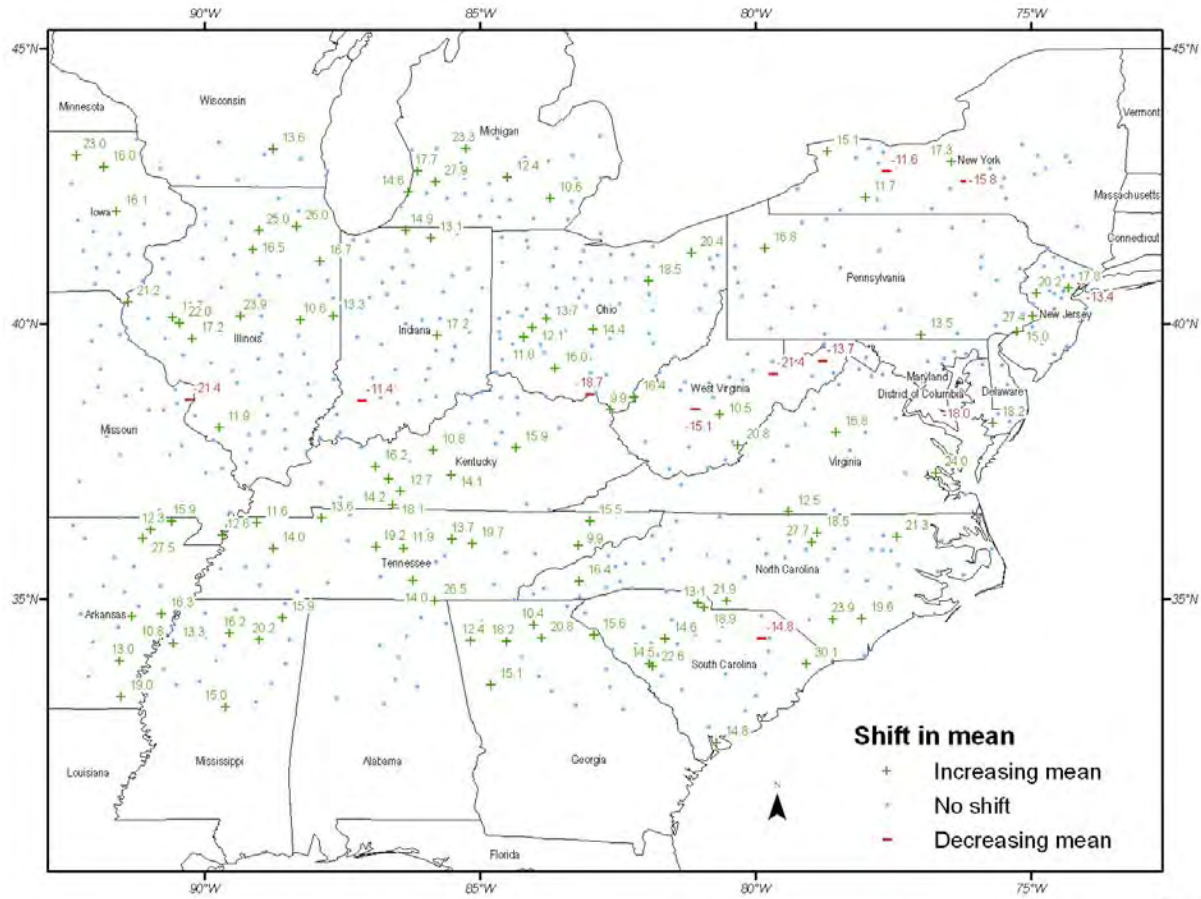 90°W 85°W 80°W 75°W
45°N 45°N
Minnesota Wisconsin Michigan Vermont
23.0 13.6 23.3 15.1 17.3
16.0 17.7 12.4 -11.6 New York
27.9 -15.8
14.6 10.6 11.7
Massachusetts
Iowa 16.1
26.0
25.0 14.9 13.1 Connecticut
16.5 16.7 20.4 16.8
18.5 Pennsylvania 20.2 17.8
21.2 -13.4
22.0 23.9 10.6 13.3 13.7 Ohio
40°N 40°N
17.2 Illinois Indiana 17.2 12.1 14.4 13.5 27.4 New Jersey
11.0 15.0
16.0 -21.4 -13.7
-21.4 -11.4 -18.7 16.4 West Virginia Maryland
9.9 District of Columbia Delaware
Missouri 11.9 10.5 -18.0 18.2
-15.1 16.8
10.8 15.9 20.8
16.2 Kentucky Virginia 24.0
12.7 14.1
14.2
18.1 12.5
12.3 15.9 12.6 11.6 13.6 15.5 18.5 21.3
27.5 14.0 19.2 11.9 13.7 19.7 9.9 27.7
Tennessee 16.4 North Carolina
35°N 14.0 26.5 35°N
Arkansas 16.3 15.9 13.1 21.9 23.9 19.6
10.8 13.3 16.2 20.2 10.4 15.6 18.9
12.4 18.2 20.8 14.6 -14.8
13.0 14.5 22.6 South Carolina 30.1
19.0 15.0 15.1
14.8
Louisiana Mississippi Alabama Georgia
Florida
N
Shift in mean
+ Increasing mean
No shift
- Decreasing mean
90°W 85°W 80°W 75°W